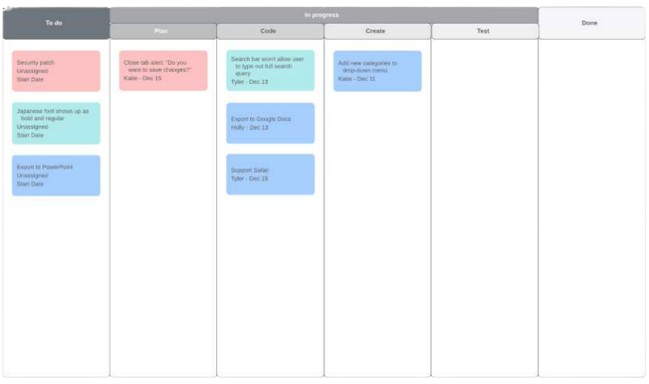 To do
In progress
Done
Plan
Code
Create
Test
Security patch
Unassigned
Start Date
Japanese font shows up as
bold and regular
Unassigned
Start Date
Export to PowerPoint
Unassigned
Start Date
Close tab alert: "Do you
want to save changes?"
Katie - Dec 15
Search bar won't allow user
to type out full search
query
Tyler - Dec 13
Export to Google Docs
Holly - Dec 13
Support Safari
Tyler - Dec 15
Add new categories to
drop-down menu
Katie - Dec 11